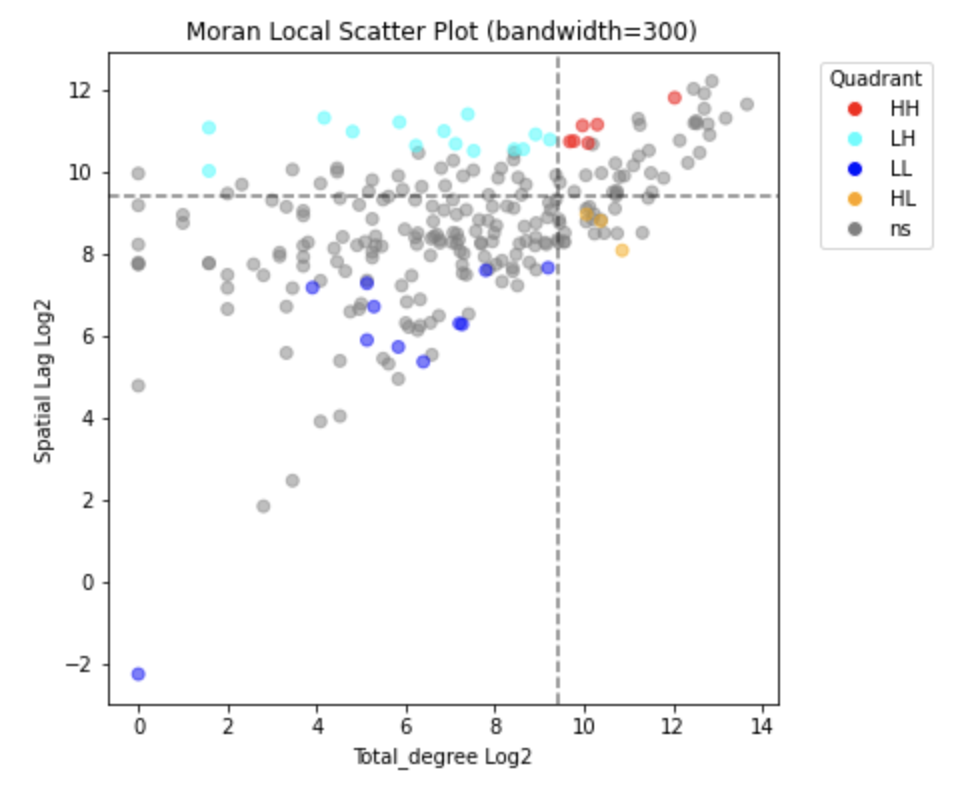 Moran Local Scatter Plot (bandwidth=300)
Quadrant
HH
LH
LL
HL
ns
Spatial Lag Log2
12
10
8
6
4
2
0
−2
0 2 4 6 8 10 12 14
Total_degree Log2